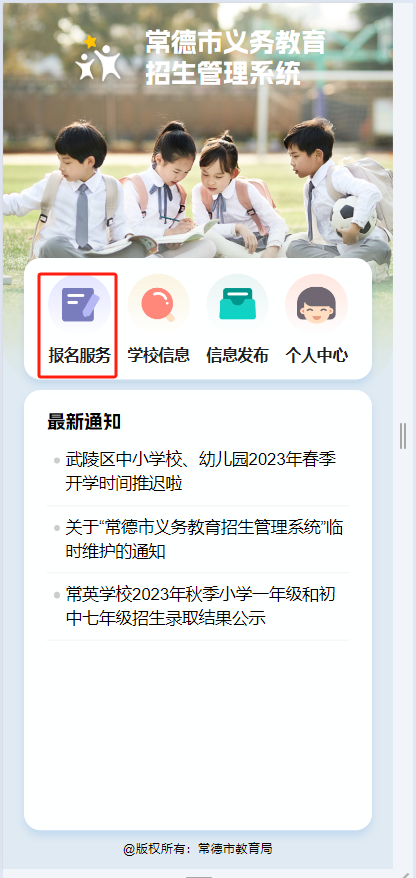 常德市义务教育
招生管理系统
报名服务 学校信息 信息发布 个人中心
最新通知
武陵区中小学校、幼儿园2023年春季
开学时间推迟啦
关于“常德市义务教育招生管理系统”临
时维护的通知
常英学校2023年秋季小学一年级和初
中七年级招生录取结果公示
@版权所有：常德市教育局